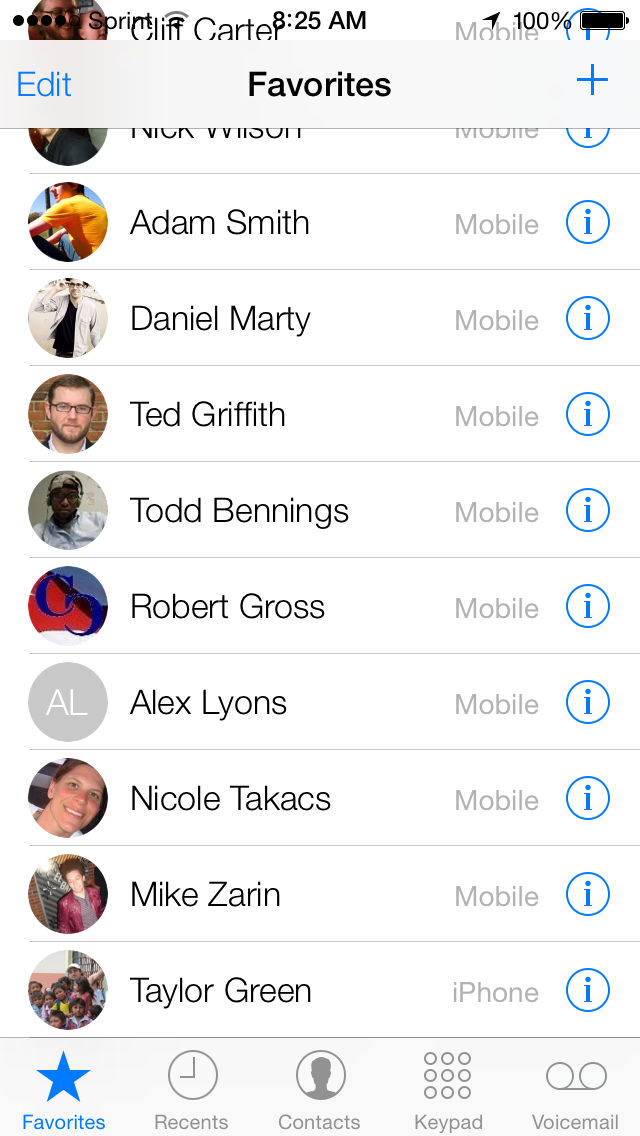 Sprint 8:25 AM 100%
Cliff Carter Mobile
Edit Favorites +
Nick Wilson Mobile
Adam Smith Mobile
Daniel Marty Mobile
Ted Griffith Mobile
Todd Bennings Mobile
Robert Gross Mobile
AL Alex Lyons Mobile
Nicole Takacs Mobile
Mike Zarin Mobile
Taylor Green iPhone
Favorites Recents Contacts Keypad Voicemail